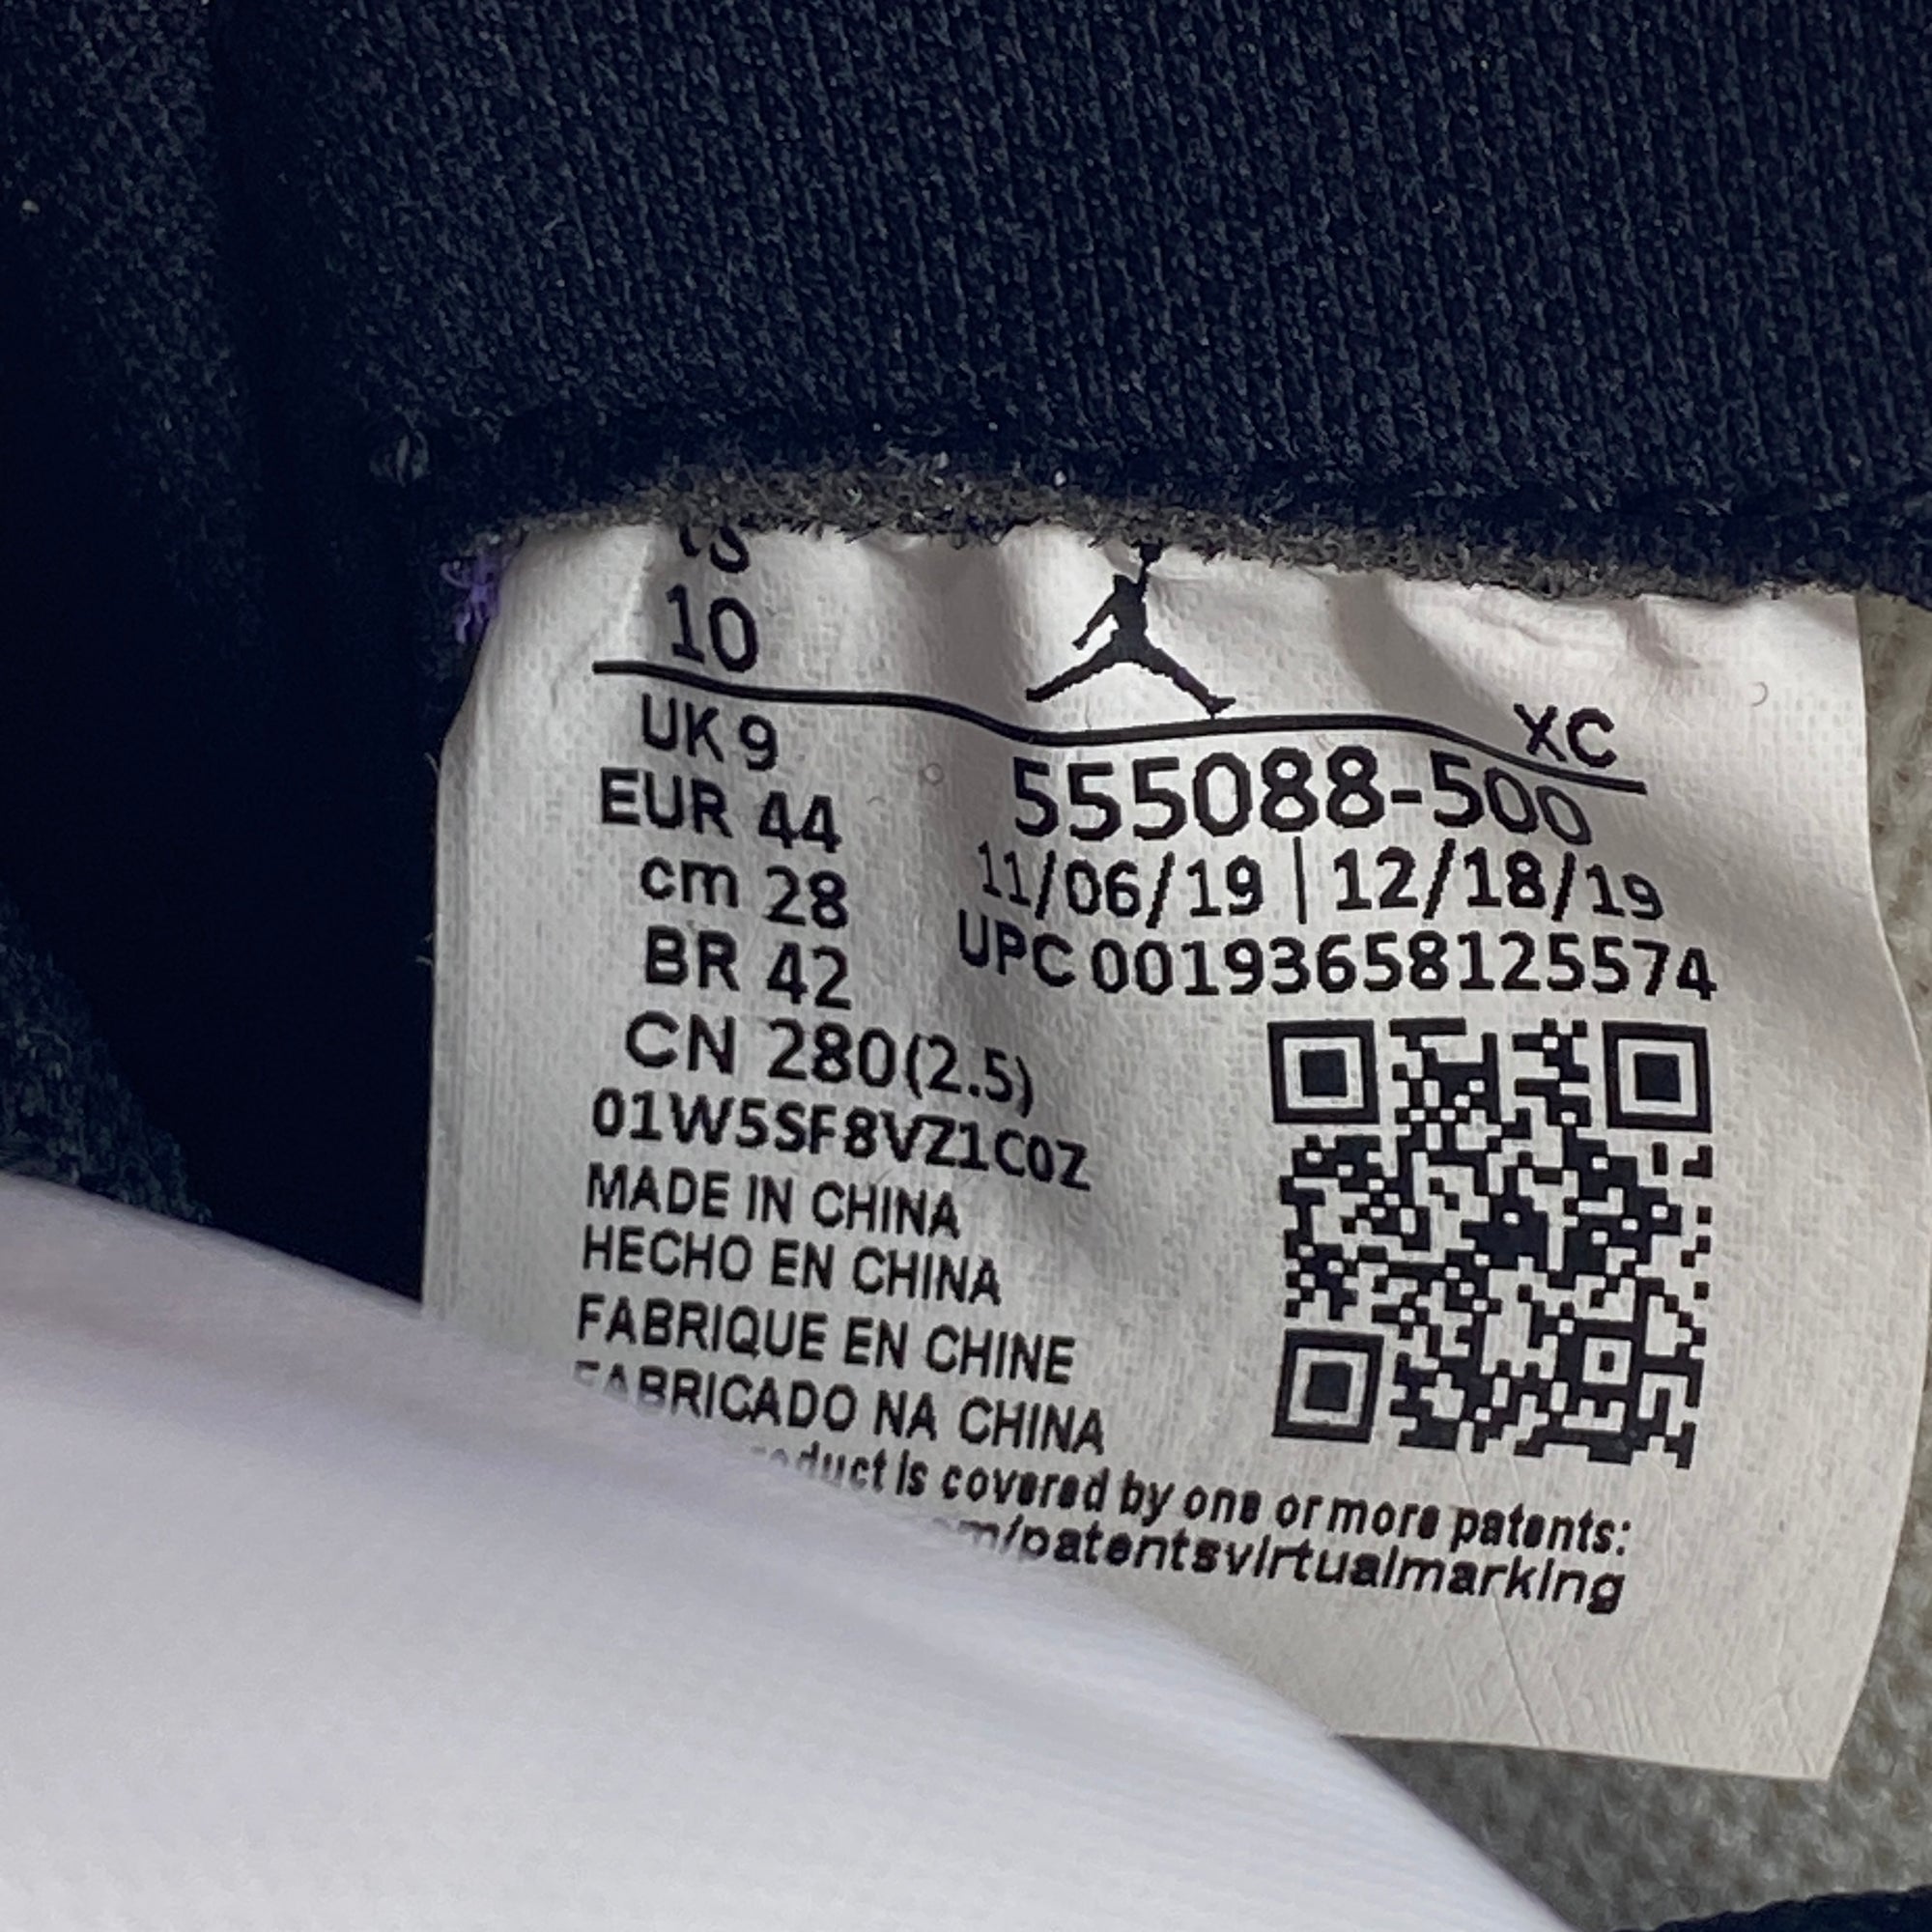 10
XC
UK 9
555088-500
EUR 44
11/06/19 | 12/18/19
cm 28
UPC 00193658125574
BR 42
CN 280(2.5)
01W5SF8VZ1C0Z
MADE IN CHINA
HECHO EN CHINA
FABRIQUE EN CHINE
FABRICADO NA CHINA
is covered by one or more patents:
/patentsvirtualmarking